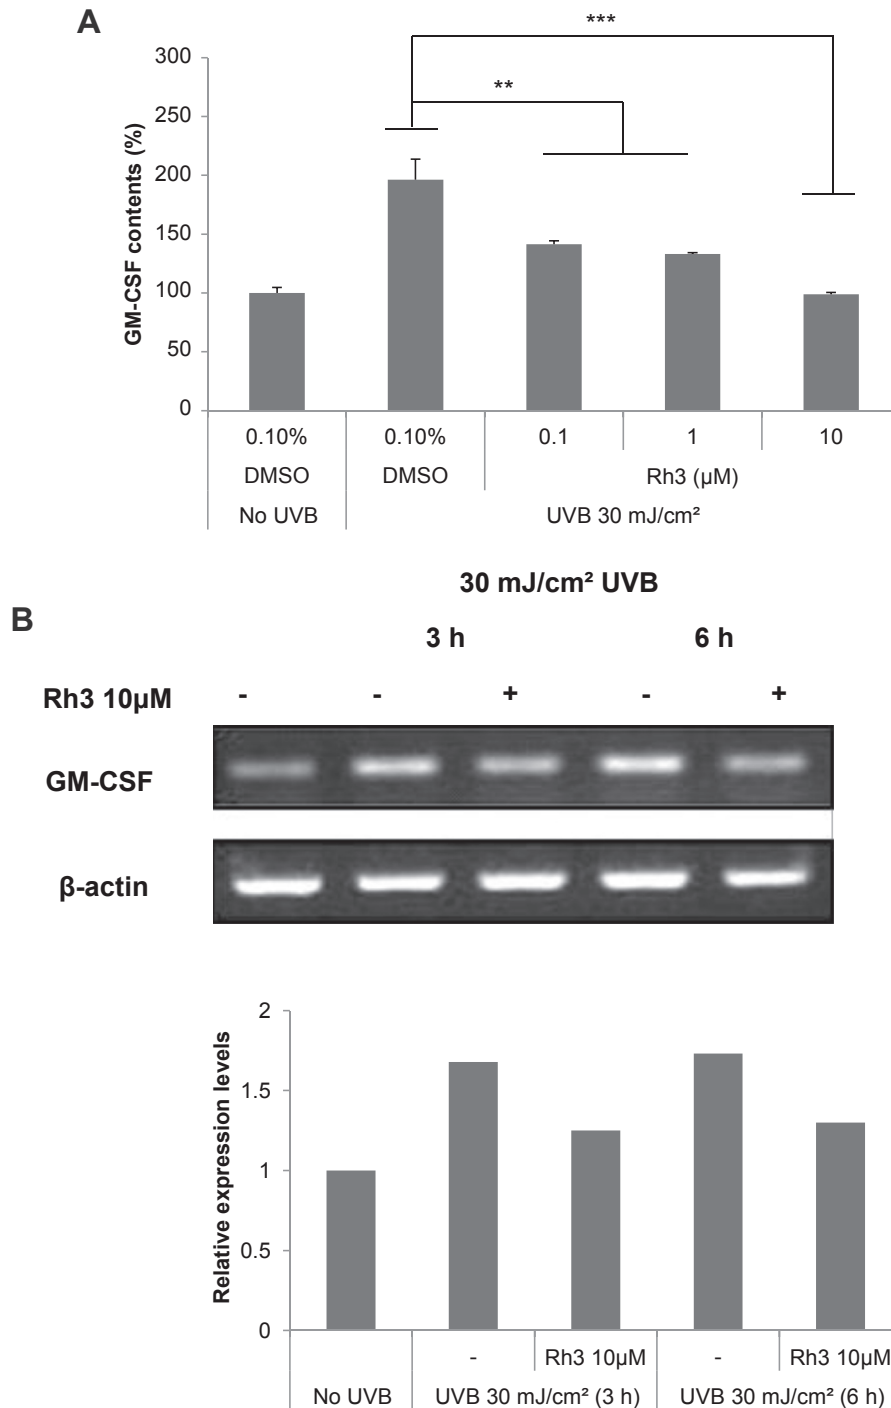 A
***
**
GM-CSF contents (%)
300
250
200
150
100
50
0
0.10% 0.10% 0.1 1 10
DMSO DMSO Rh3 (µM)
No UVB UVB 30 mJ/cm²
30 mJ/cm² UVB
B
3 h 6 h
Rh3 10µM - - + - +
GM-CSF
β-actin
Relative expression levels
2
1.5
1
0.5
0
- Rh3 10µM - Rh3 10µM
No UVB UVB 30 mJ/cm² (3 h) UVB 30 mJ/cm² (6 h)